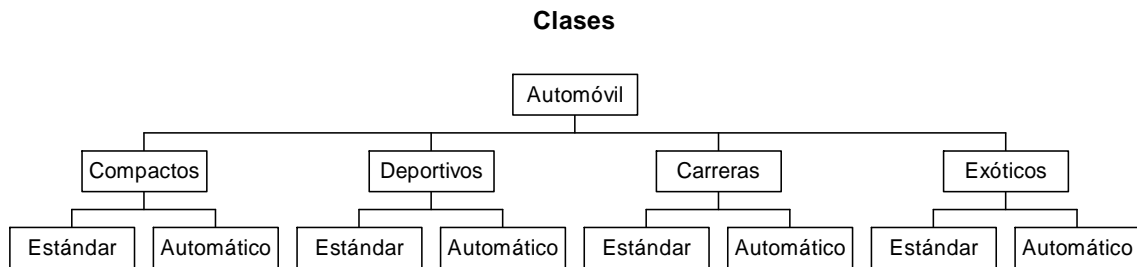 Clases
Automóvil
Compactos Deportivos Carreras Exóticos
Estándar Automático Estándar Automático Estándar Automático Estándar Automático